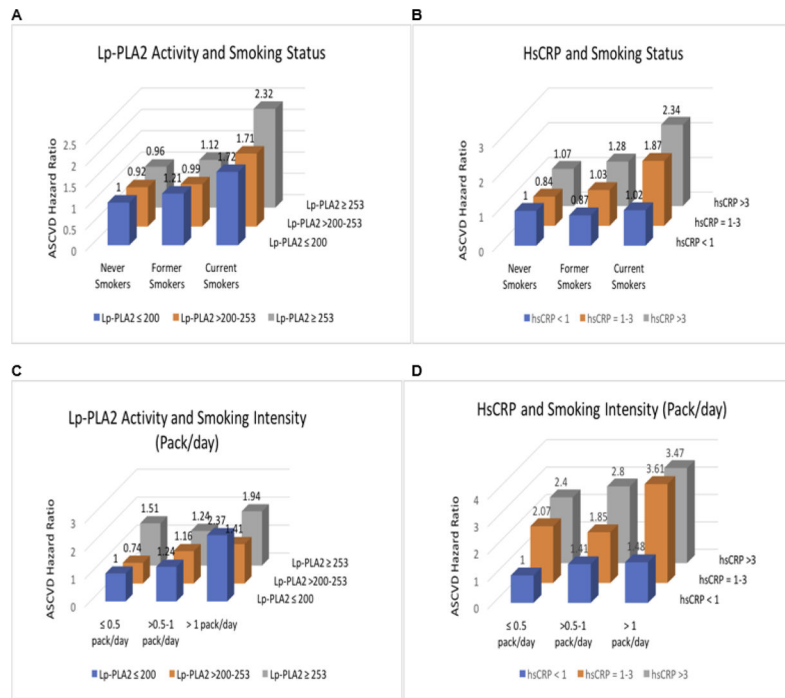 A
Lp-PLA2 Activity and Smoking Status
ASCVD Hazard Ratio
2.5
2
1.5
1
0.5
0
1
0.92
0.96
1.21
0.99
1.12
1.72
1.71
2.32
Lp-PLA2 ≥ 253
Lp-PLA2 >200-253
Lp-PLA2 ≤ 200
Never Smokers
Former Smokers
Current Smokers
Lp-PLA2 ≤ 200 Lp-PLA2 >200-253 Lp-PLA2 ≥ 253
B
HsCRP and Smoking Status
ASCVD Hazard Ratio
3
2
1
0
1
0.84
1.07
0.87
1.03
1.28
1.02
1.87
2.34
hsCRP >3
hsCRP = 1-3
hsCRP < 1
Never Smokers
Former Smokers
Current Smokers
hsCRP < 1 hsCRP = 1-3 hsCRP >3
C
Lp-PLA2 Activity and Smoking Intensity
(Pack/day)
ASCVD Hazard Ratio
3
2
1
0
1
0.74
1.51
1.24
1.16
1.24
2.37
1.41
1.94
Lp-PLA2 ≥ 253
Lp-PLA2 >200-253
Lp-PLA2 ≤ 200
≤ 0.5 pack/day
>0.5-1 pack/day
> 1 pack/day
Lp-PLA2 ≤ 200 Lp-PLA2 >200-253 Lp-PLA2 ≥ 253
D
HsCRP and Smoking Intensity (Pack/day)
ASCVD Hazard Ratio
4
3
2
1
0
1
2.07
2.4
1.41
1.85
2.8
1.48
3.61
3.47
hsCRP >3
hsCRP = 1-3
hsCRP < 1
≤ 0.5 pack/day
>0.5-1 pack/day
> 1 pack/day
hsCRP < 1 hsCRP = 1-3 hsCRP >3